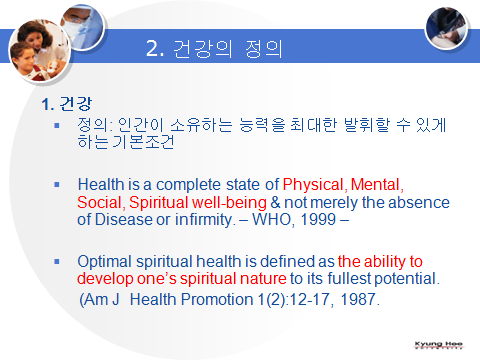 2. 건강의 정의
1. 건강
▪ 정의: 인간이 소유하는 능력을 최대한 발휘할 수 있게
하는 기본조건
▪ Health is a complete state of Physical, Mental,
Social, Spiritual well-being & not merely the absence
of Disease or infirmity. – WHO, 1999 –
▪ Optimal spiritual health is defined as the ability to
develop one's spiritual nature to its fullest potential.
(Am J Health Promotion 1(2):12-17, 1987.
Kyung Hee